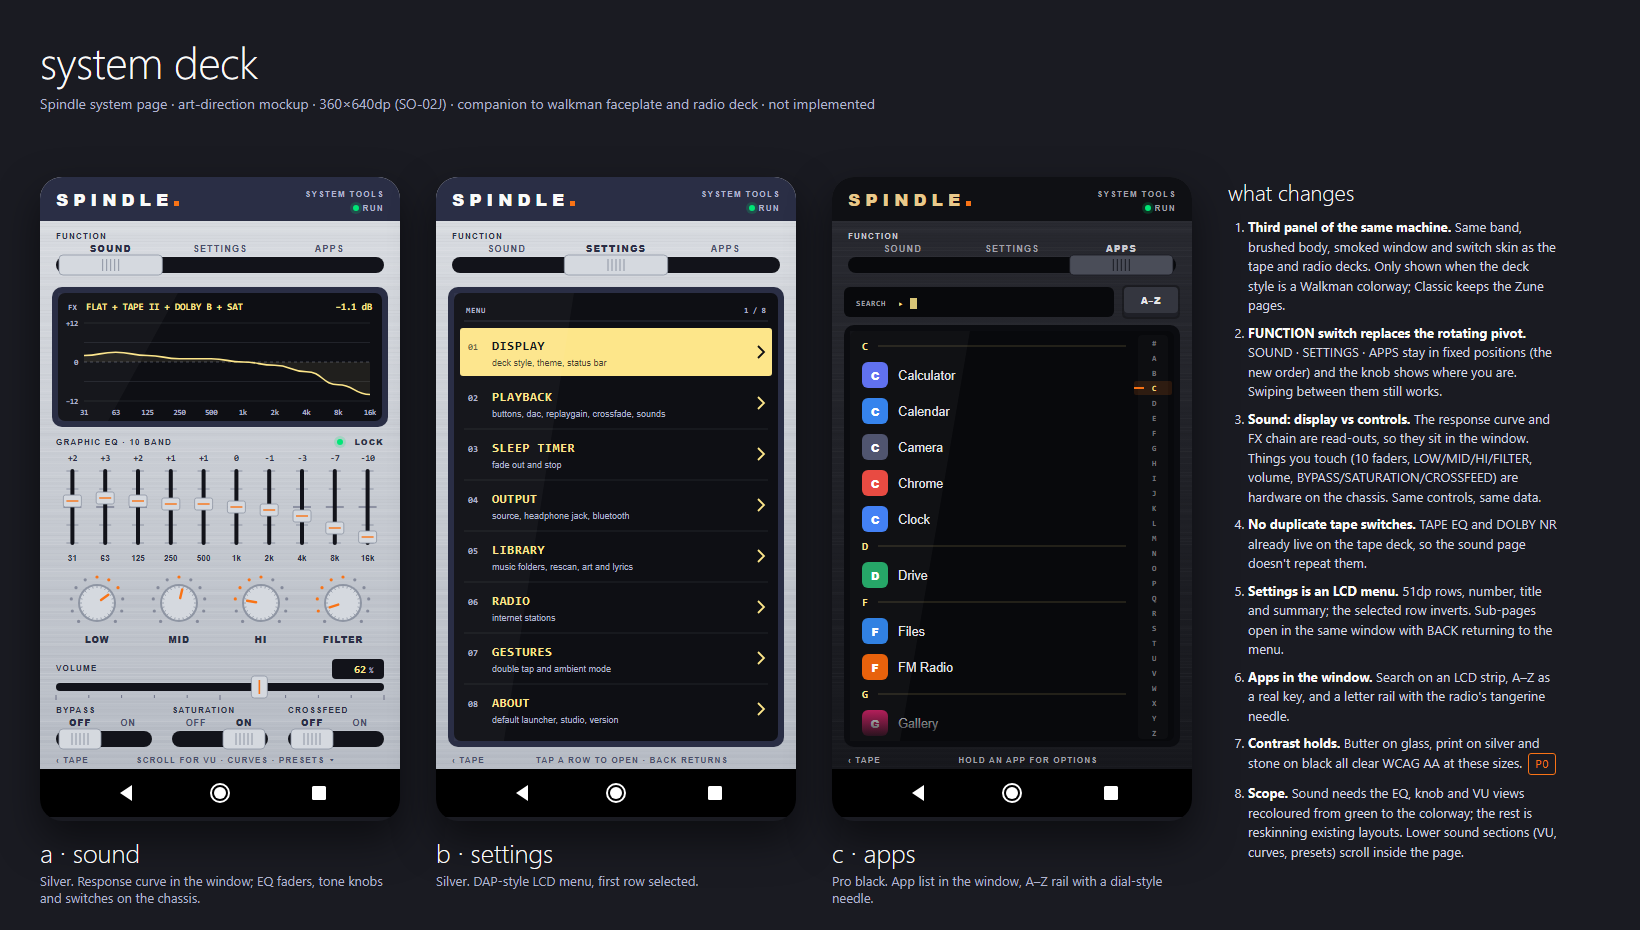 system deck
Spindle system page · art-direction mockup · 360×640dp (SO-02J) · companion to walkman faceplate and radio deck · not implemented
SPINDLE.
SYSTEM TOOLS
RUN
FUNCTION
SOUND SETTINGS APPS
FX FLAT + TAPE II + DOLBY B + SAT −1.1 dB
+12
0
−12
31 63 125 250 500 1k 2k 4k 8k 16k
GRAPHIC EQ · 10 BAND LOCK
+2 +3 +2 +1 +1 0 -1 -3 -7 -10
31 63 125 250 500 1k 2k 4k 8k 16k
LOW MID HI FILTER
VOLUME 62 %
BYPASS SATURATION CROSSFEED
OFF ON OFF ON OFF ON
‹ TAPE SCROLL FOR VU · CURVES · PRESETS ▾
a · sound
Silver. Response curve in the window; EQ faders, tone knobs
and switches on the chassis.
SPINDLE.
SYSTEM TOOLS
RUN
FUNCTION
SOUND SETTINGS APPS
MENU 1 / 8
01 DISPLAY
deck style, theme, status bar
02 PLAYBACK
buttons, dac, replaygain, crossfade, sounds
03 SLEEP TIMER
fade out and stop
04 OUTPUT
source, headphone jack, bluetooth
05 LIBRARY
music folders, rescan, art and lyrics
06 RADIO
internet stations
07 GESTURES
double tap and ambient mode
08 ABOUT
default launcher, studio, version
‹ TAPE TAP A ROW TO OPEN · BACK RETURNS
b · settings
Silver. DAP-style LCD menu, first row selected.
SPINDLE.
SYSTEM TOOLS
RUN
FUNCTION
SOUND SETTINGS APPS
SEARCH ▸ A–Z
C
C Calculator
C Calendar
C Camera
C Chrome
C Clock
D
D Drive
F
F Files
F FM Radio
G
G Gallery
#
A
B
C
D
E
F
G
H
I
J
K
L
M
N
O
P
Q
R
S
T
U
V
W
X
Y
Z
‹ TAPE HOLD AN APP FOR OPTIONS
c · apps
Pro black. App list in the window, A–Z rail with a dial-style
needle.
what changes
1. Third panel of the same machine. Same band,
brushed body, smoked window and switch skin as the
tape and radio decks. Only shown when the deck
style is a Walkman colorway; Classic keeps the Zune
pages.
2. FUNCTION switch replaces the rotating pivot.
SOUND · SETTINGS · APPS stay in fixed positions (the
new order) and the knob shows where you are.
Swiping between them still works.
3. Sound: display vs controls. The response curve and
FX chain are read-outs, so they sit in the window.
Things you touch (10 faders, LOW/MID/HI/FILTER,
volume, BYPASS/SATURATION/CROSSFEED) are
hardware on the chassis. Same controls, same data.
4. No duplicate tape switches. TAPE EQ and DOLBY NR
already live on the tape deck, so the sound page
doesn't repeat them.
5. Settings is an LCD menu. 51dp rows, number, title
and summary; the selected row inverts. Sub-pages
open in the same window with BACK returning to the
menu.
6. Apps in the window. Search on an LCD strip, A–Z as
a real key, and a letter rail with the radio's tangerine
needle.
7. Contrast holds. Butter on glass, print on silver and
stone on black all clear WCAG AA at these sizes. P0
8. Scope. Sound needs the EQ, knob and VU views
recoloured from green to the colorway; the rest is
reskinning existing layouts. Lower sound sections (VU,
curves, presets) scroll inside the page.